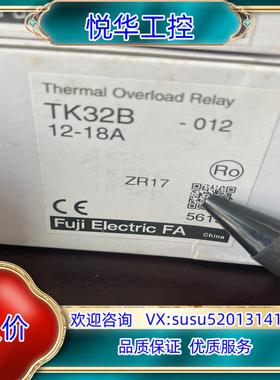 悦华工控
Thermal Overload Relay
TK32B -012
12-18A
Ro
ZR17
CE
Fuji Electric FA
China
欢迎咨询 VX:susu52013141
品质保证 优质服务